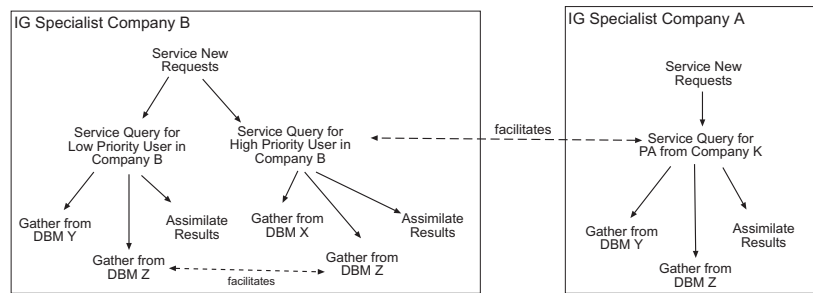 IG Specialist Company B
Service New
Requests
Service Query for
Low Priority User in
Company B
Service Query for
High Priority User in
Company B
Gather from
DBM Y
Gather from
DBM Z
Assimilate
Results
Gather from
DBM X
Gather from
DBM Z
Assimilate
Results
facilitates
facilitates
IG Specialist Company A
Service New
Requests
Service Query for
PA from Company K
Gather from
DBM Y
Gather from
DBM Z
Assimilate
Results